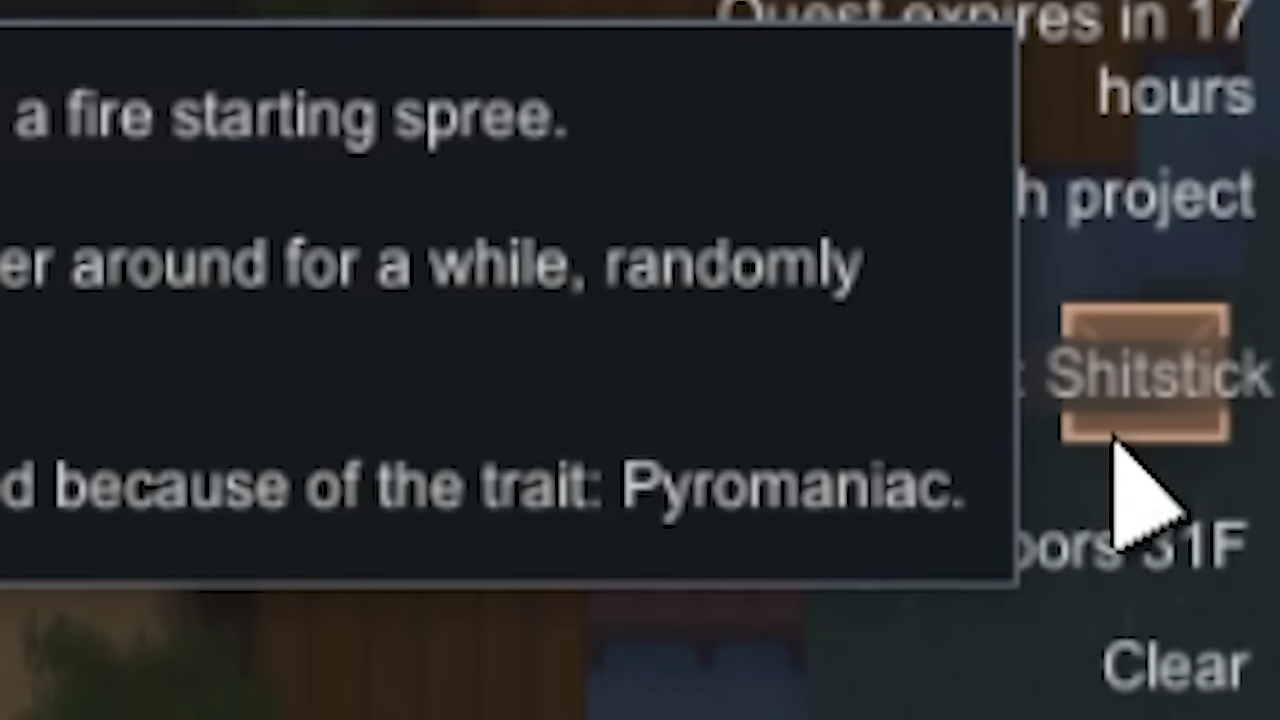 Quest expires in 17
hours
a fire starting spree.
h project
er around for a while, randomly
: Shitstick
d because of the trait: Pyromaniac.
oors 31F
Clear